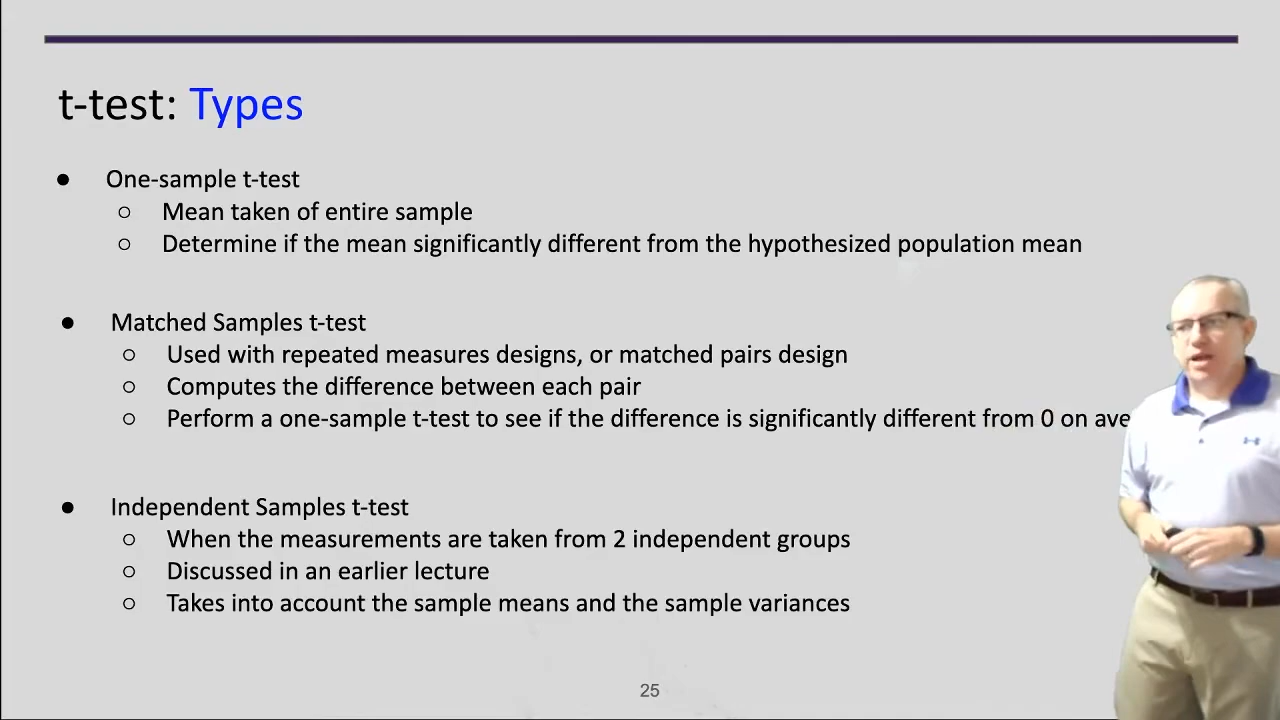 t-test: Types
● One-sample t-test
○ Mean taken of entire sample
○ Determine if the mean significantly different from the hypothesized population mean
● Matched Samples t-test
○ Used with repeated measures designs, or matched pairs design
○ Computes the difference between each pair
○ Perform a one-sample t-test to see if the difference is significantly different from 0 on ave
● Independent Samples t-test
○ When the measurements are taken from 2 independent groups
○ Discussed in an earlier lecture
○ Takes into account the sample means and the sample variances
25